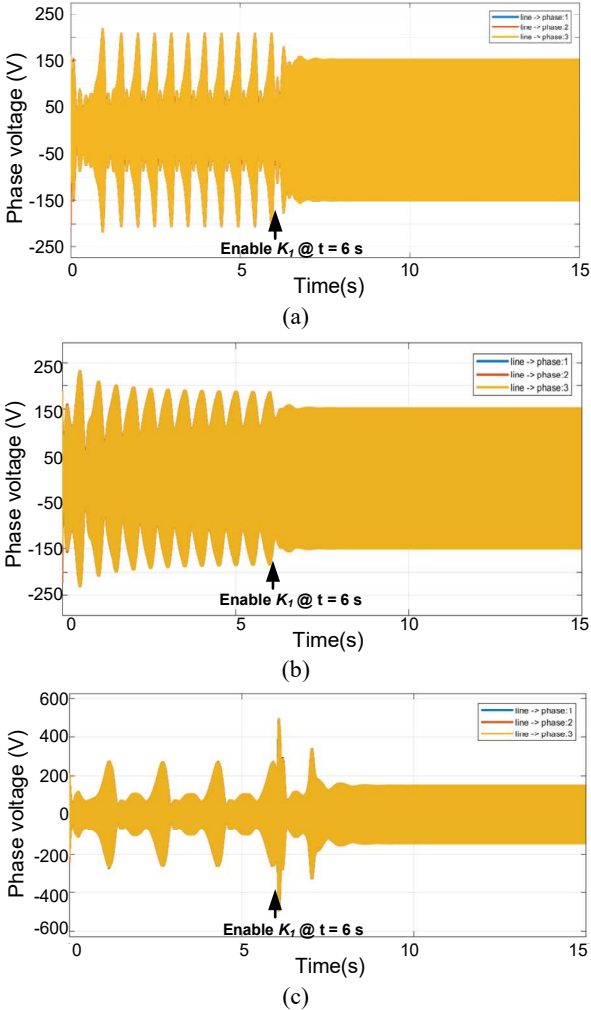 250
150
50
-50
-150
-250
Phase voltage (V)
line -> phase:1
line -> phase:2
line -> phase:3
Enable K1 @ t = 6 s
0 5 10 15
Time(s)
(a)
250
150
50
-50
-150
-250
Phase voltage (V)
line -> phase:1
line -> phase:2
line -> phase:3
Enable K1 @ t = 6 s
0 5 10 15
Time(s)
(b)
600
400
200
0
-200
-400
-600
Phase voltage (V)
line -> phase:1
line -> phase:2
line -> phase:3
Enable K1 @ t = 6 s
0 5 10 15
Time(s)
(c)